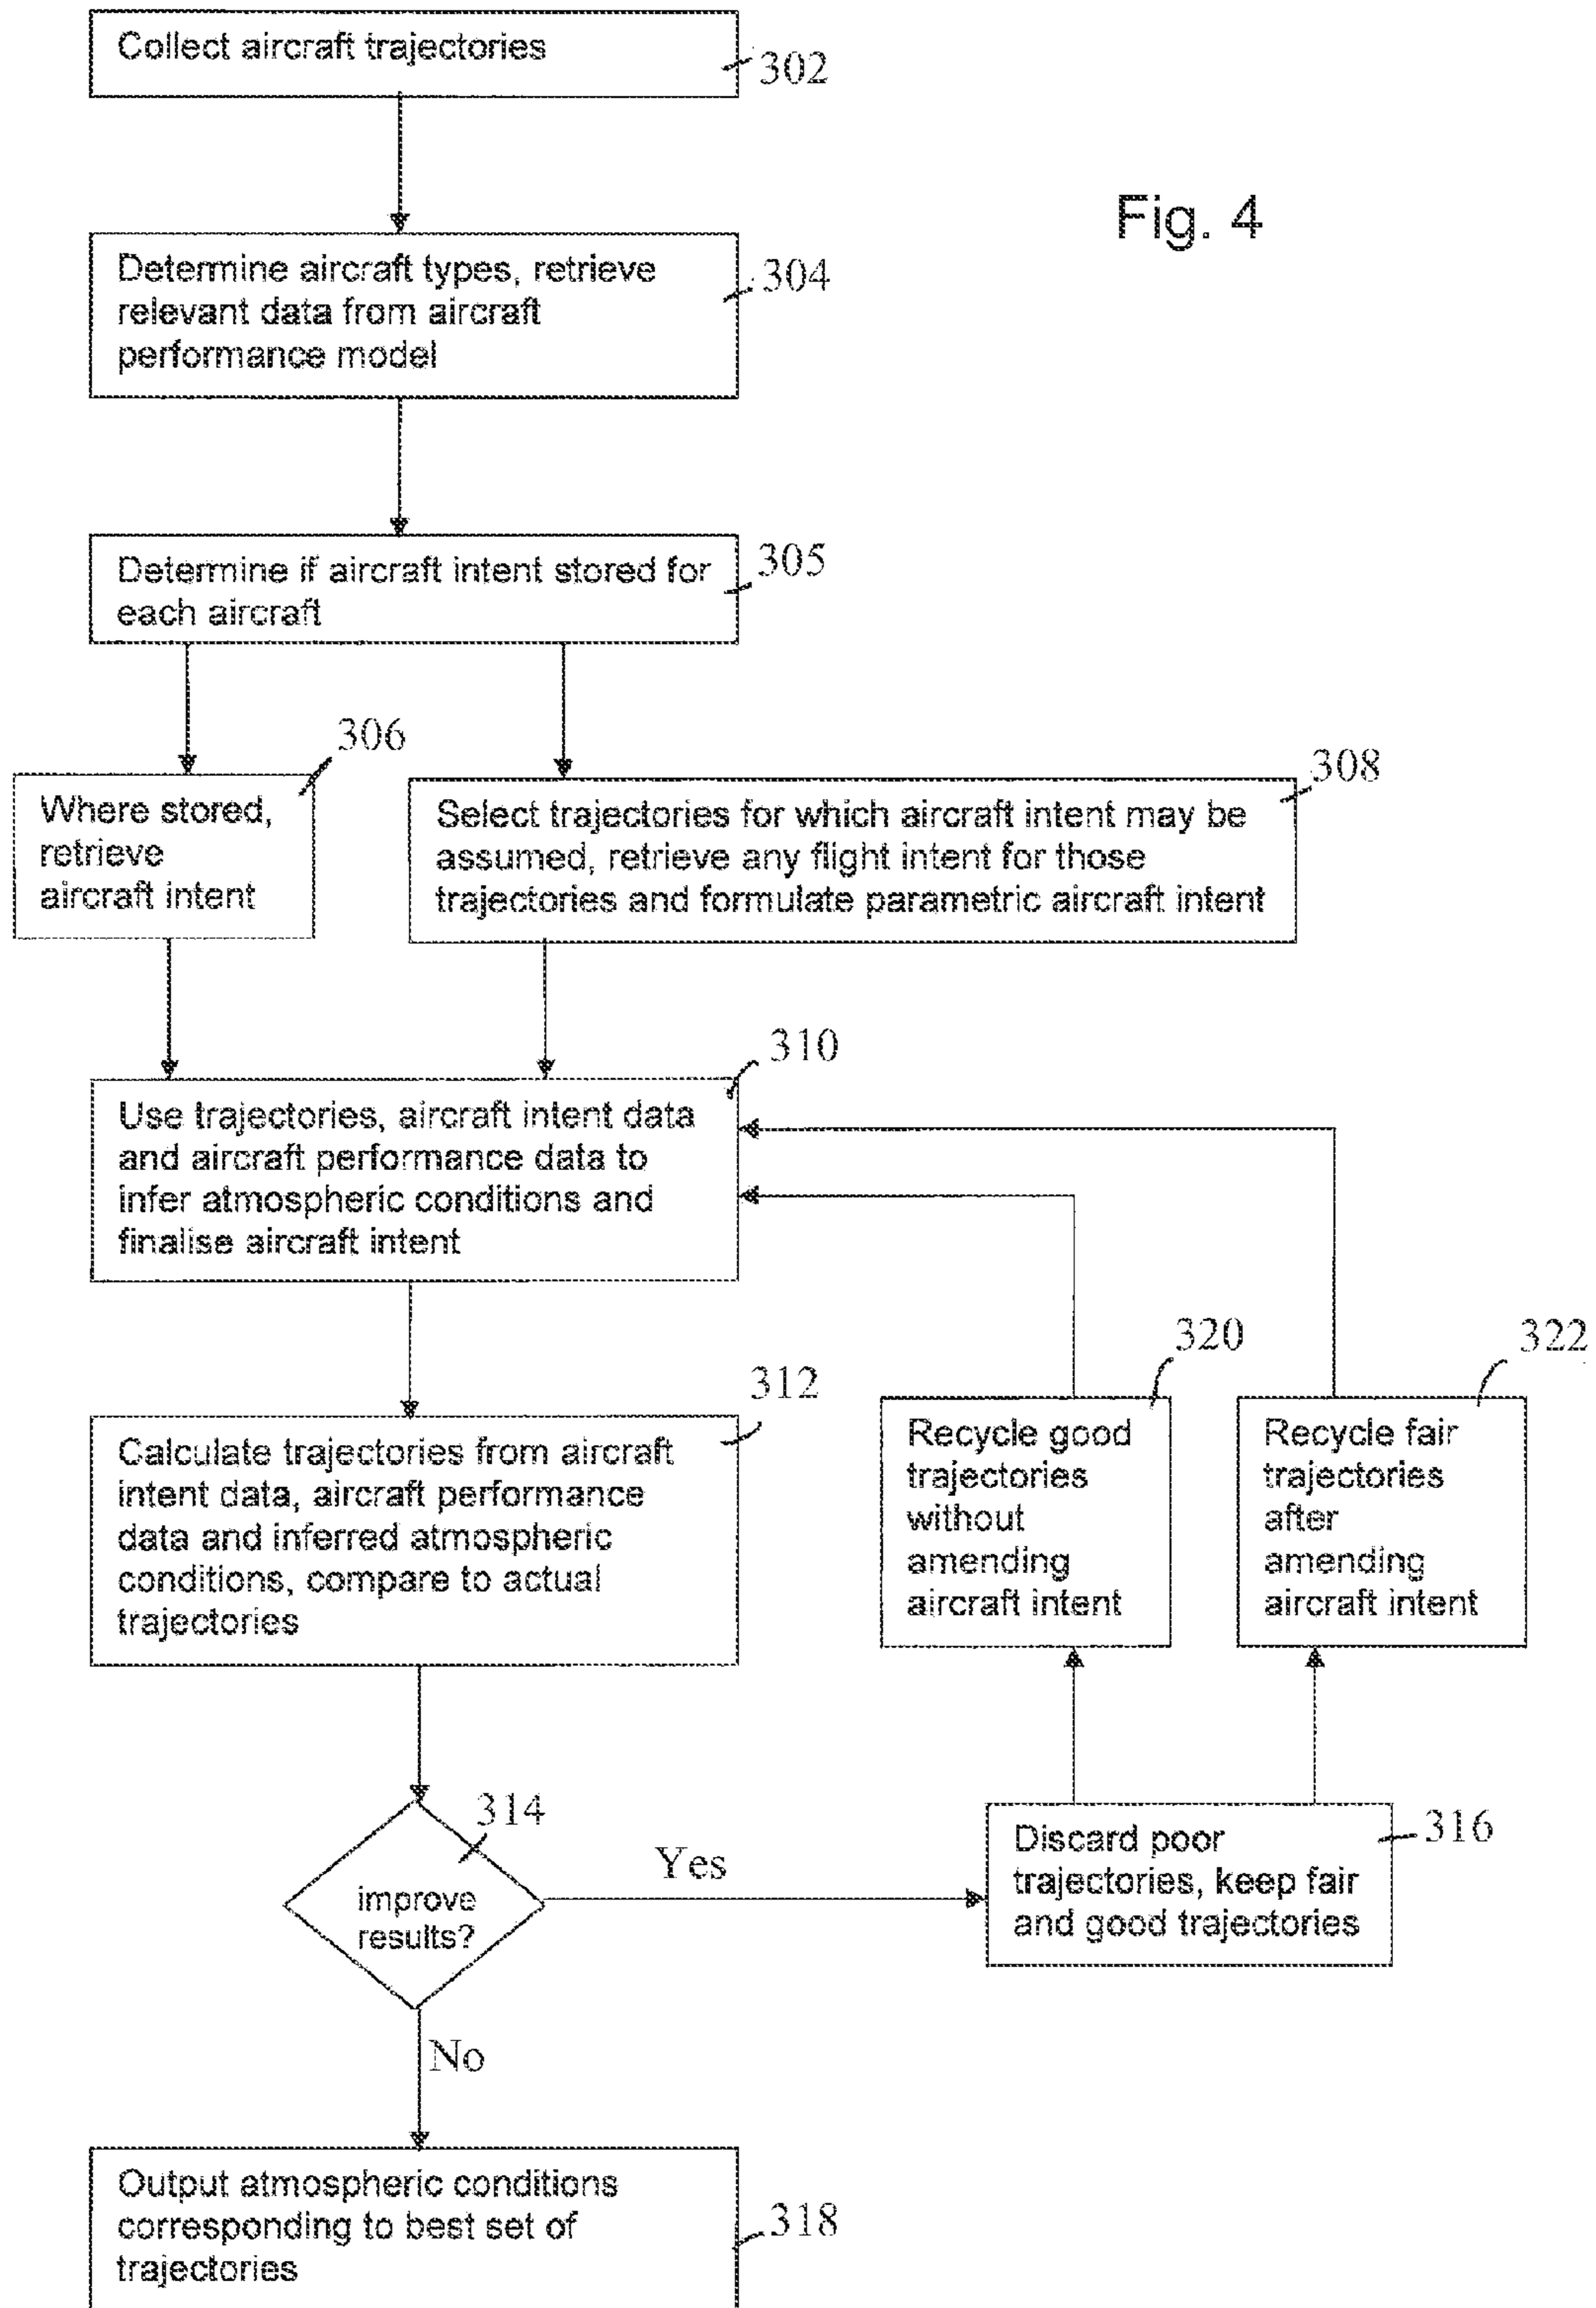 Collect aircraft trajectories
302
Fig. 4
Determine aircraft types, retrieve
relevant data from aircraft
performance model
304
Determine if aircraft intent stored for
each aircraft
305
306
Where stored,
retrieve
aircraft intent
308
Select trajectories for which aircraft intent may be
assumed, retrieve any flight intent for those
trajectories and formulate parametric aircraft intent
310
Use trajectories, aircraft intent data
and aircraft performance data to
infer atmospheric conditions and
finalise aircraft intent
312
Calculate trajectories from aircraft
intent data, aircraft performance
data and inferred atmospheric
conditions, compare to actual
trajectories
320
Recycle good
trajectories
without
amending
aircraft intent
322
Recycle fair
trajectories
after
amending
aircraft intent
314
improve
results?
Yes
316
Discard poor
trajectories, keep fair
and good trajectories
No
Output atmospheric conditions
corresponding to best set of
trajectories
318